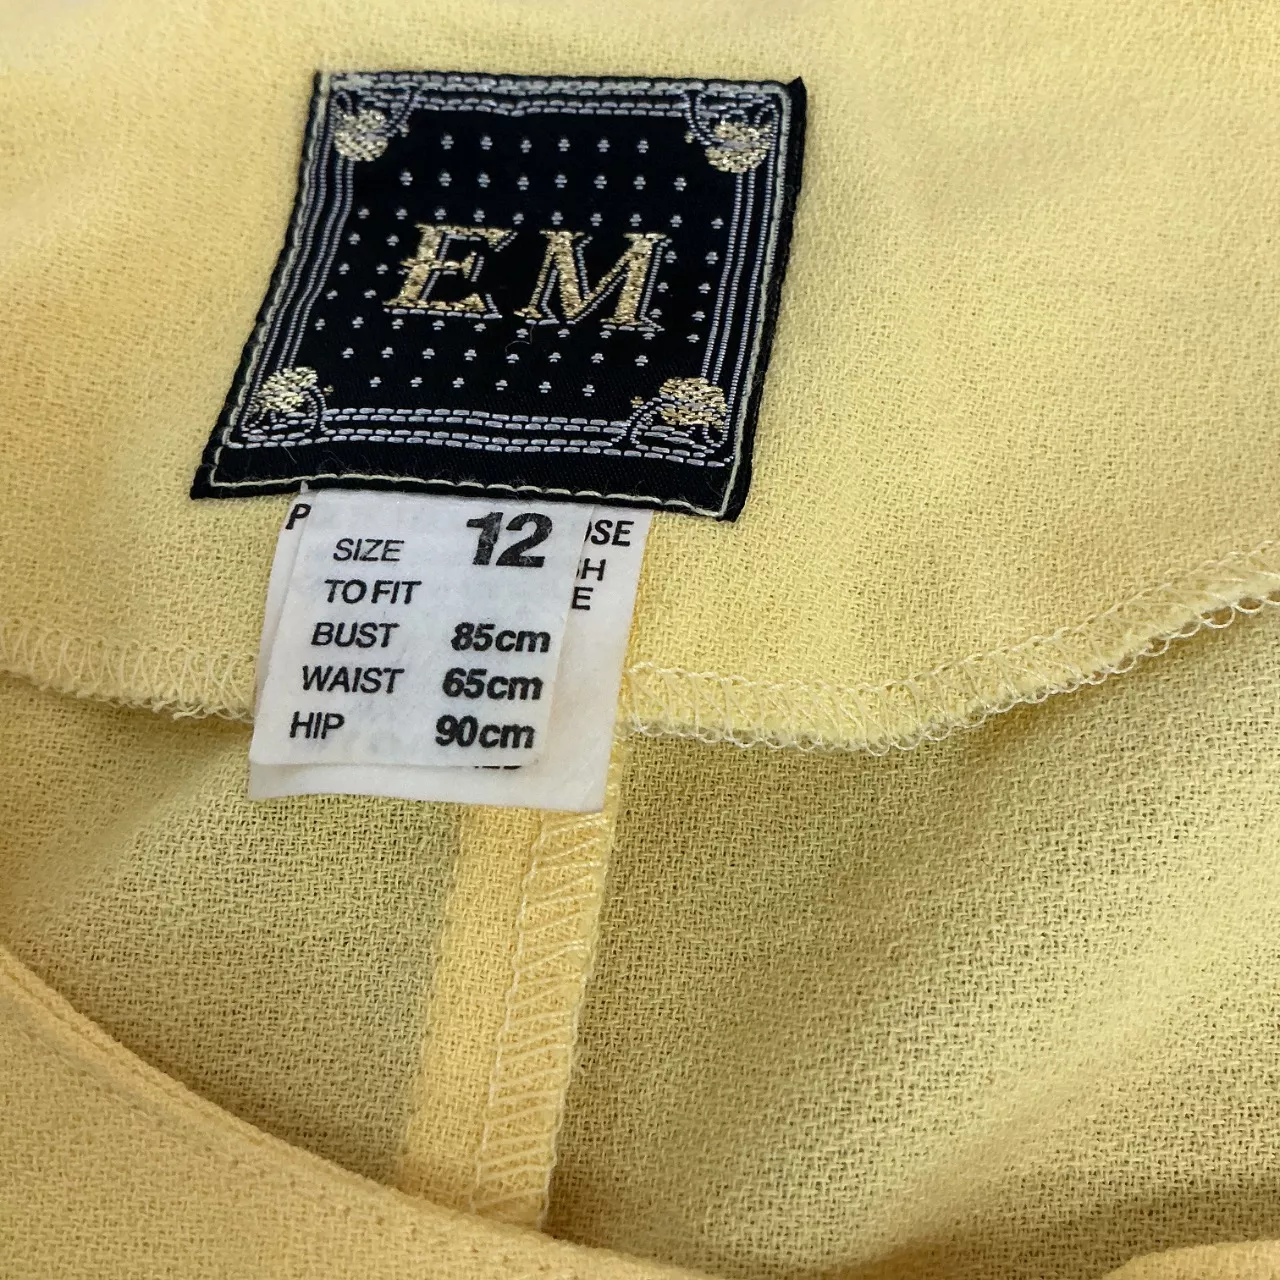 EM
SIZE 12
TO FIT
BUST 85cm
WAIST 65cm
HIP 90cm